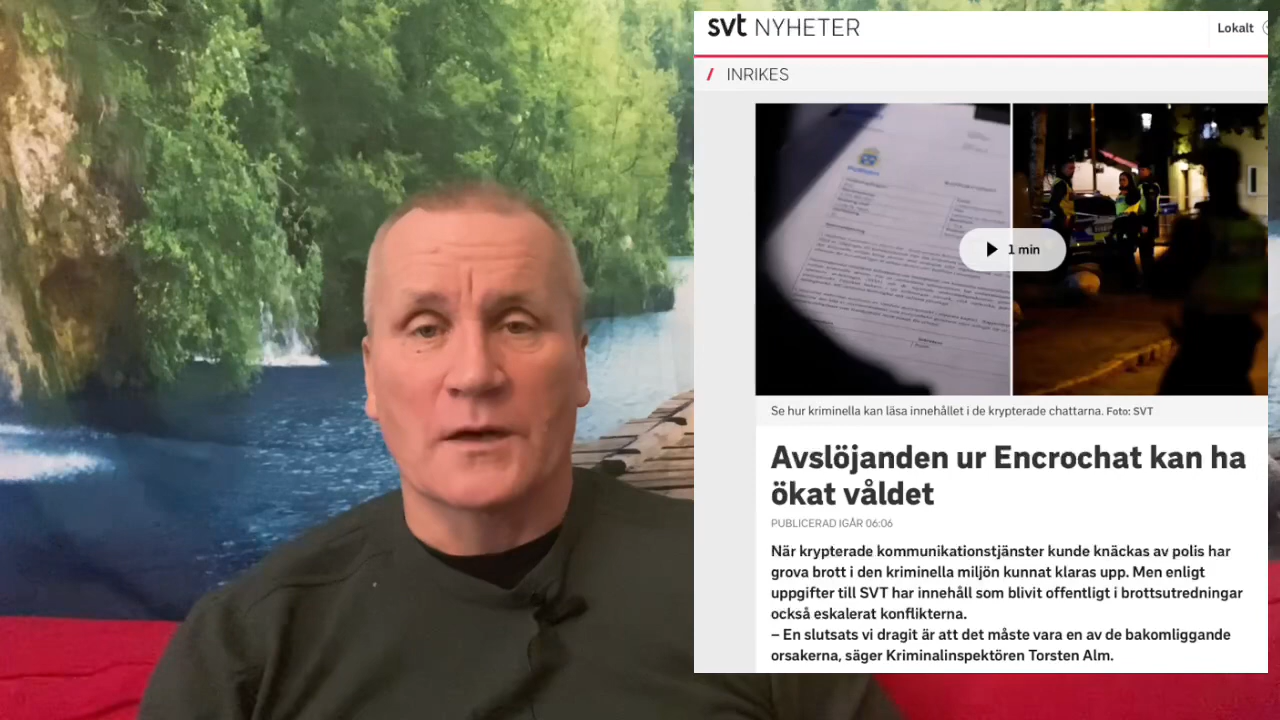 svt NYHETER
Lokalt
/ INRIKES
1 min
Se hur kriminella kan läsa innehållet i de krypterade chattarna. Foto: SVT
Avslöjanden ur Encrochat kan ha
ökat våldet
PUBLICERAD IGÅR 06:06
När krypterade kommunikationstjänster kunde knäckas av polis har
grova brott i den kriminella miljön kunnat klaras upp. Men enligt
uppgifter till SVT har innehåll som blivit offentligt i brottsutredningar
också eskalerat konflikterna.
– En slutsats vi dragit är att det måste vara en av de bakomliggande
orsakerna, säger Kriminalinspektören Torsten Alm.